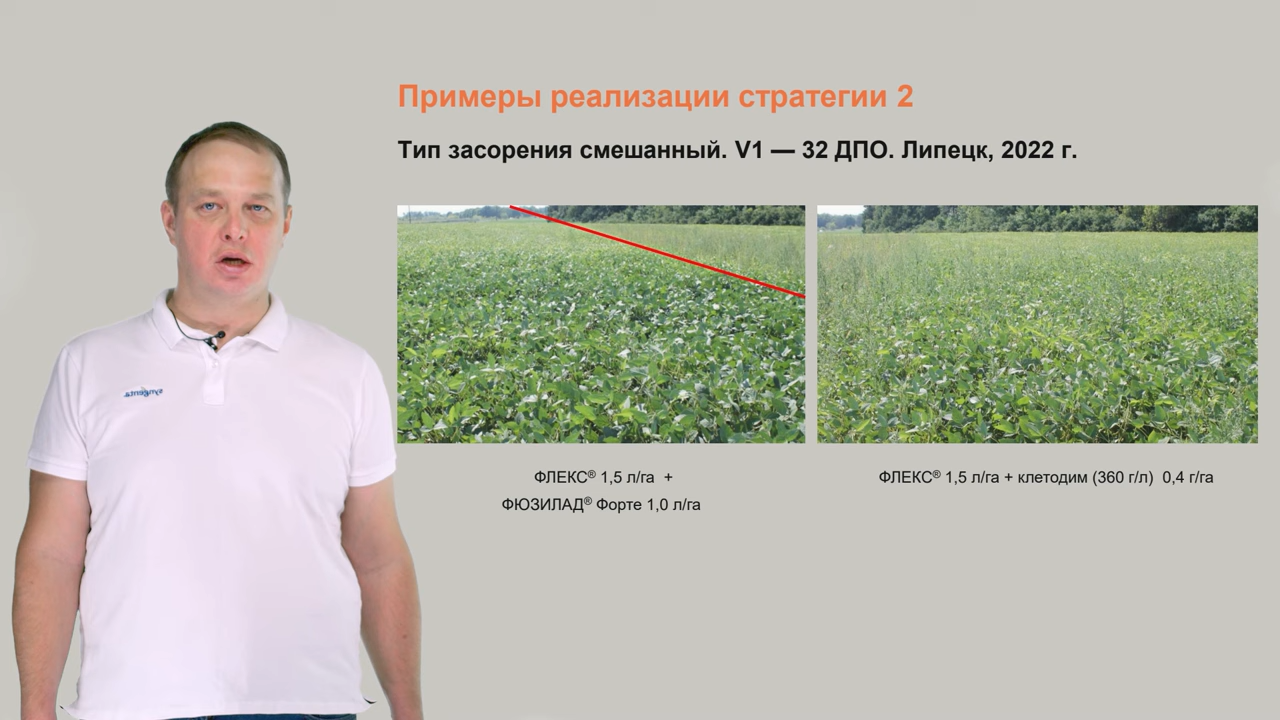 Примеры реализации стратегии 2
Тип засорения смешанный. V1 — 32 ДПО. Липецк, 2022 г.
syngenta
ФЛЕКС® 1,5 л/га +
ФЮЗИЛАД® Форте 1,0 л/га
ФЛЕКС® 1,5 л/га + клетодим (360 г/л) 0,4 г/га